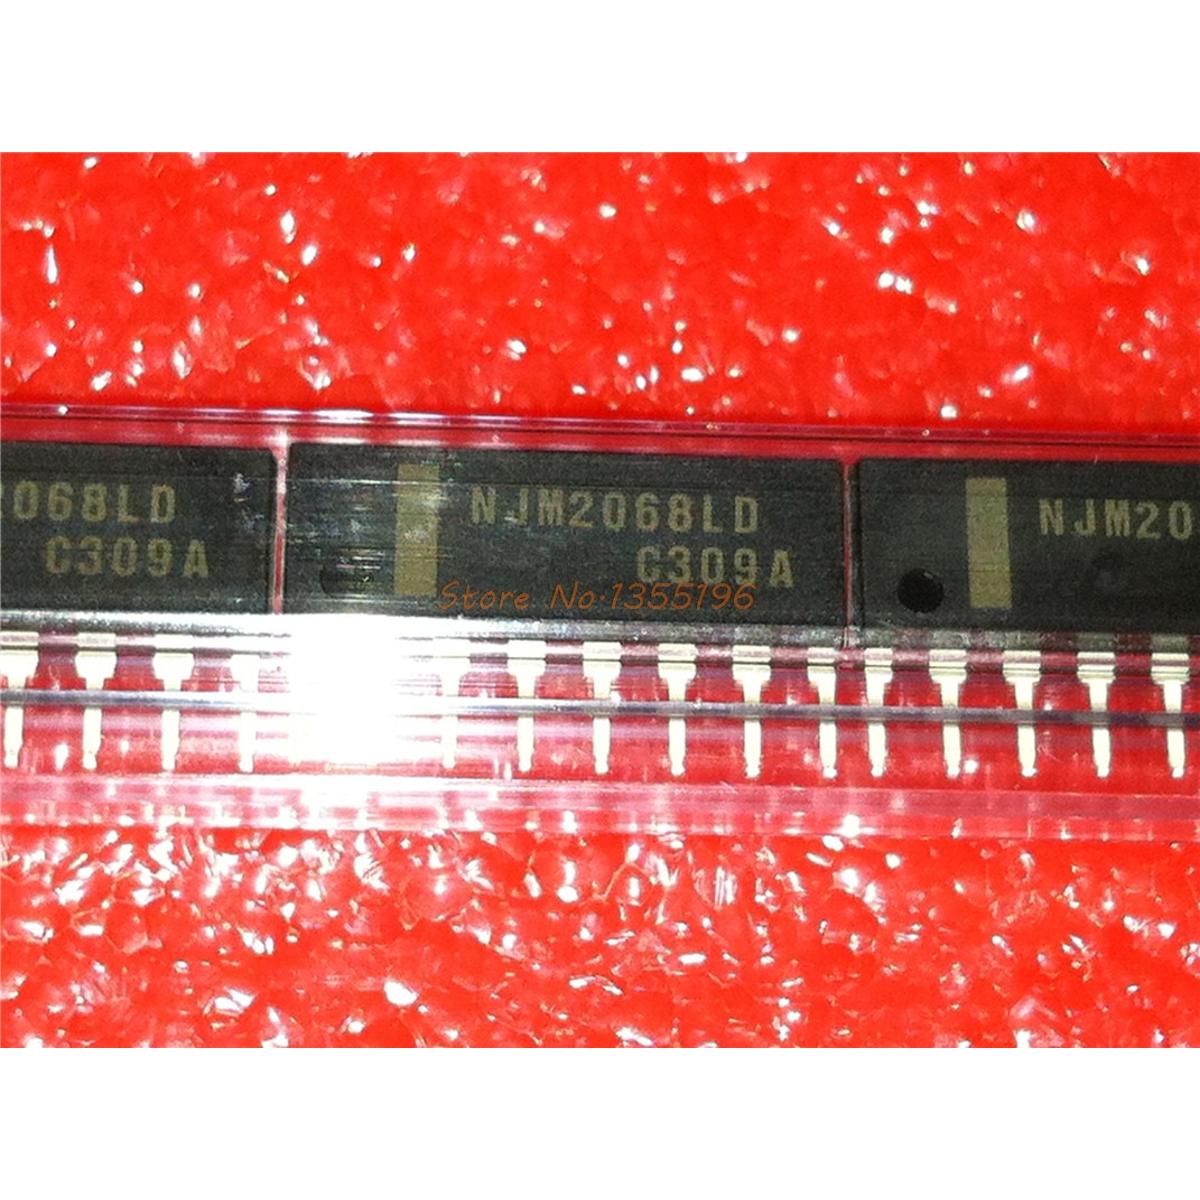 2068LD
C309A
NJM2068LD
C309A
NJM20
Store No:1355196